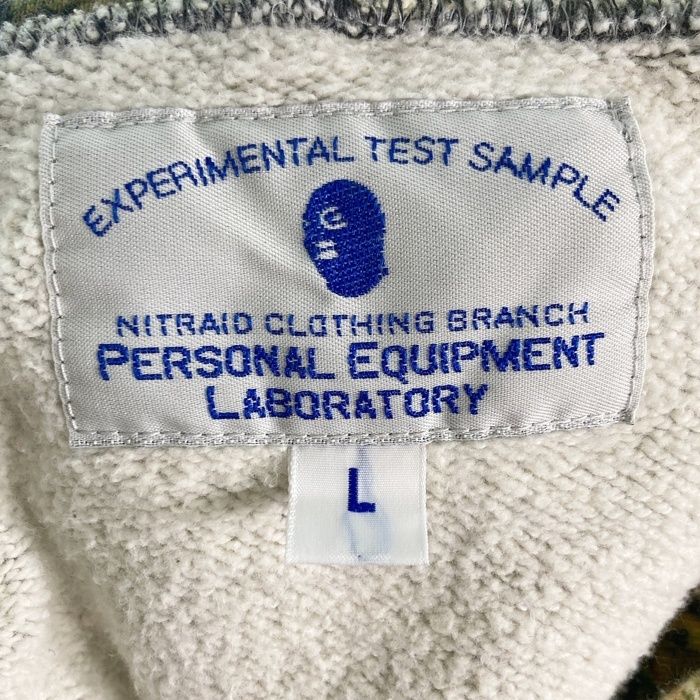 EXPERIMENTAL TEST SAMPLE
NITRAID CLOTHING BRANCH
PERSONAL EQUIPMENT
LABORATORY
L